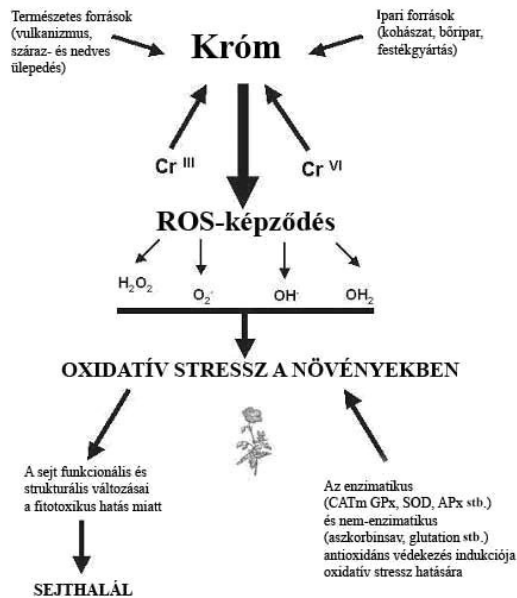 Természetes források
(vulkanizmus,
száraz- és nedves
ülepedés)
Króm
Ipari források
(kohászat, bőripar,
festékgyártás)
Cr III
Cr VI
ROS-képződés
H₂O₂
O₂·
OH·
OH₂
OXIDATÍV STRESSZ A NÖVÉNYEKBEN
A sejt funkcionális és
strukturális változásai
a fitotoxikus hatás miatt
SEJTHALÁL
Az enzimatikus
(CATm GPx, SOD, APx stb.)
és nem-enzimatikus
(aszkorbinsav, glutation stb.)
antioxidáns védekezés indukciója
oxidatív stressz hatására